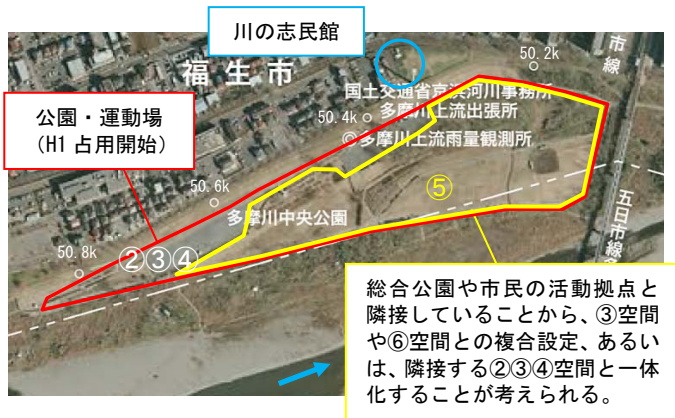 川の志民館
50.2k
市
線
福生市
国土交通省京浜河川事務所
公園・運動場
（H1 占用開始）
50.4k
多摩川上流出張所
◎多摩川上流雨量観測所
50.6k
⑤
多摩川中央公園
五日市線多
50.8k
②③④
総合公園や市民の活動拠点と
隣接していることから、③空間
や⑥空間との複合設定、あるい
は、隣接する②③④空間と一体
化することが考えられる。